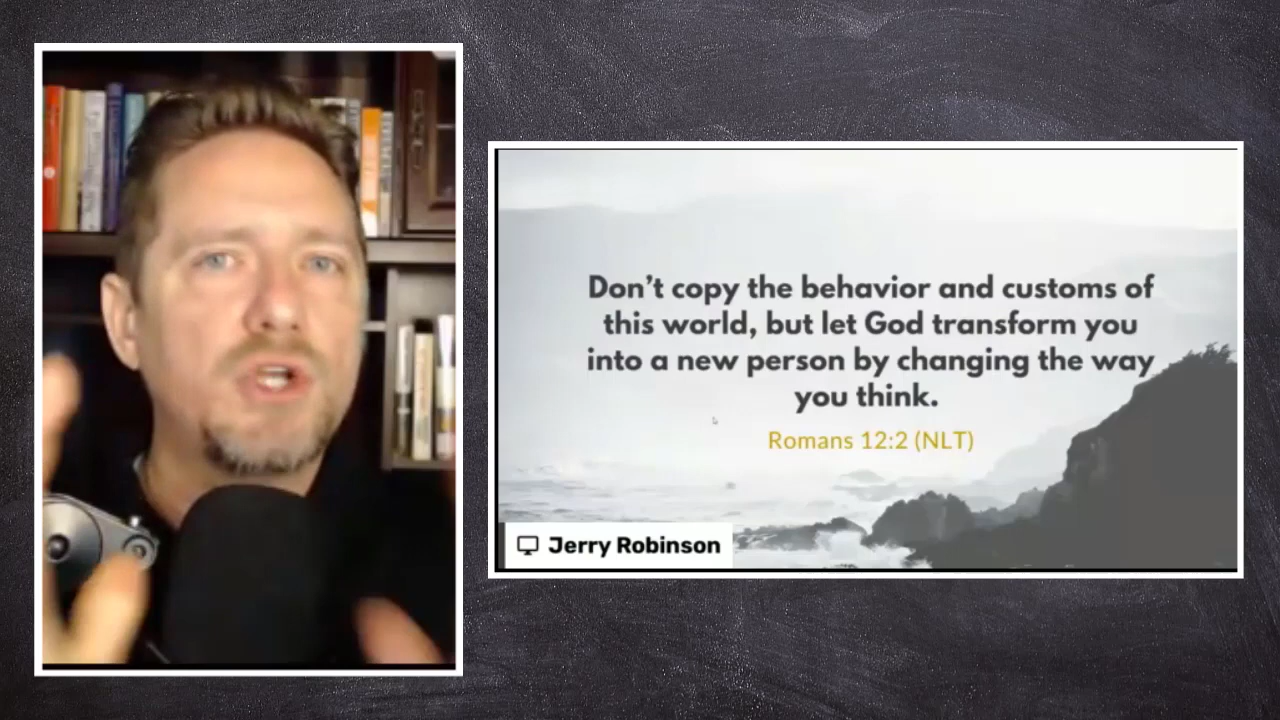 Don’t copy the behavior and customs of
this world, but let God transform you
into a new person by changing the way
you think.
Romans 12:2 (NLT)
Jerry Robinson